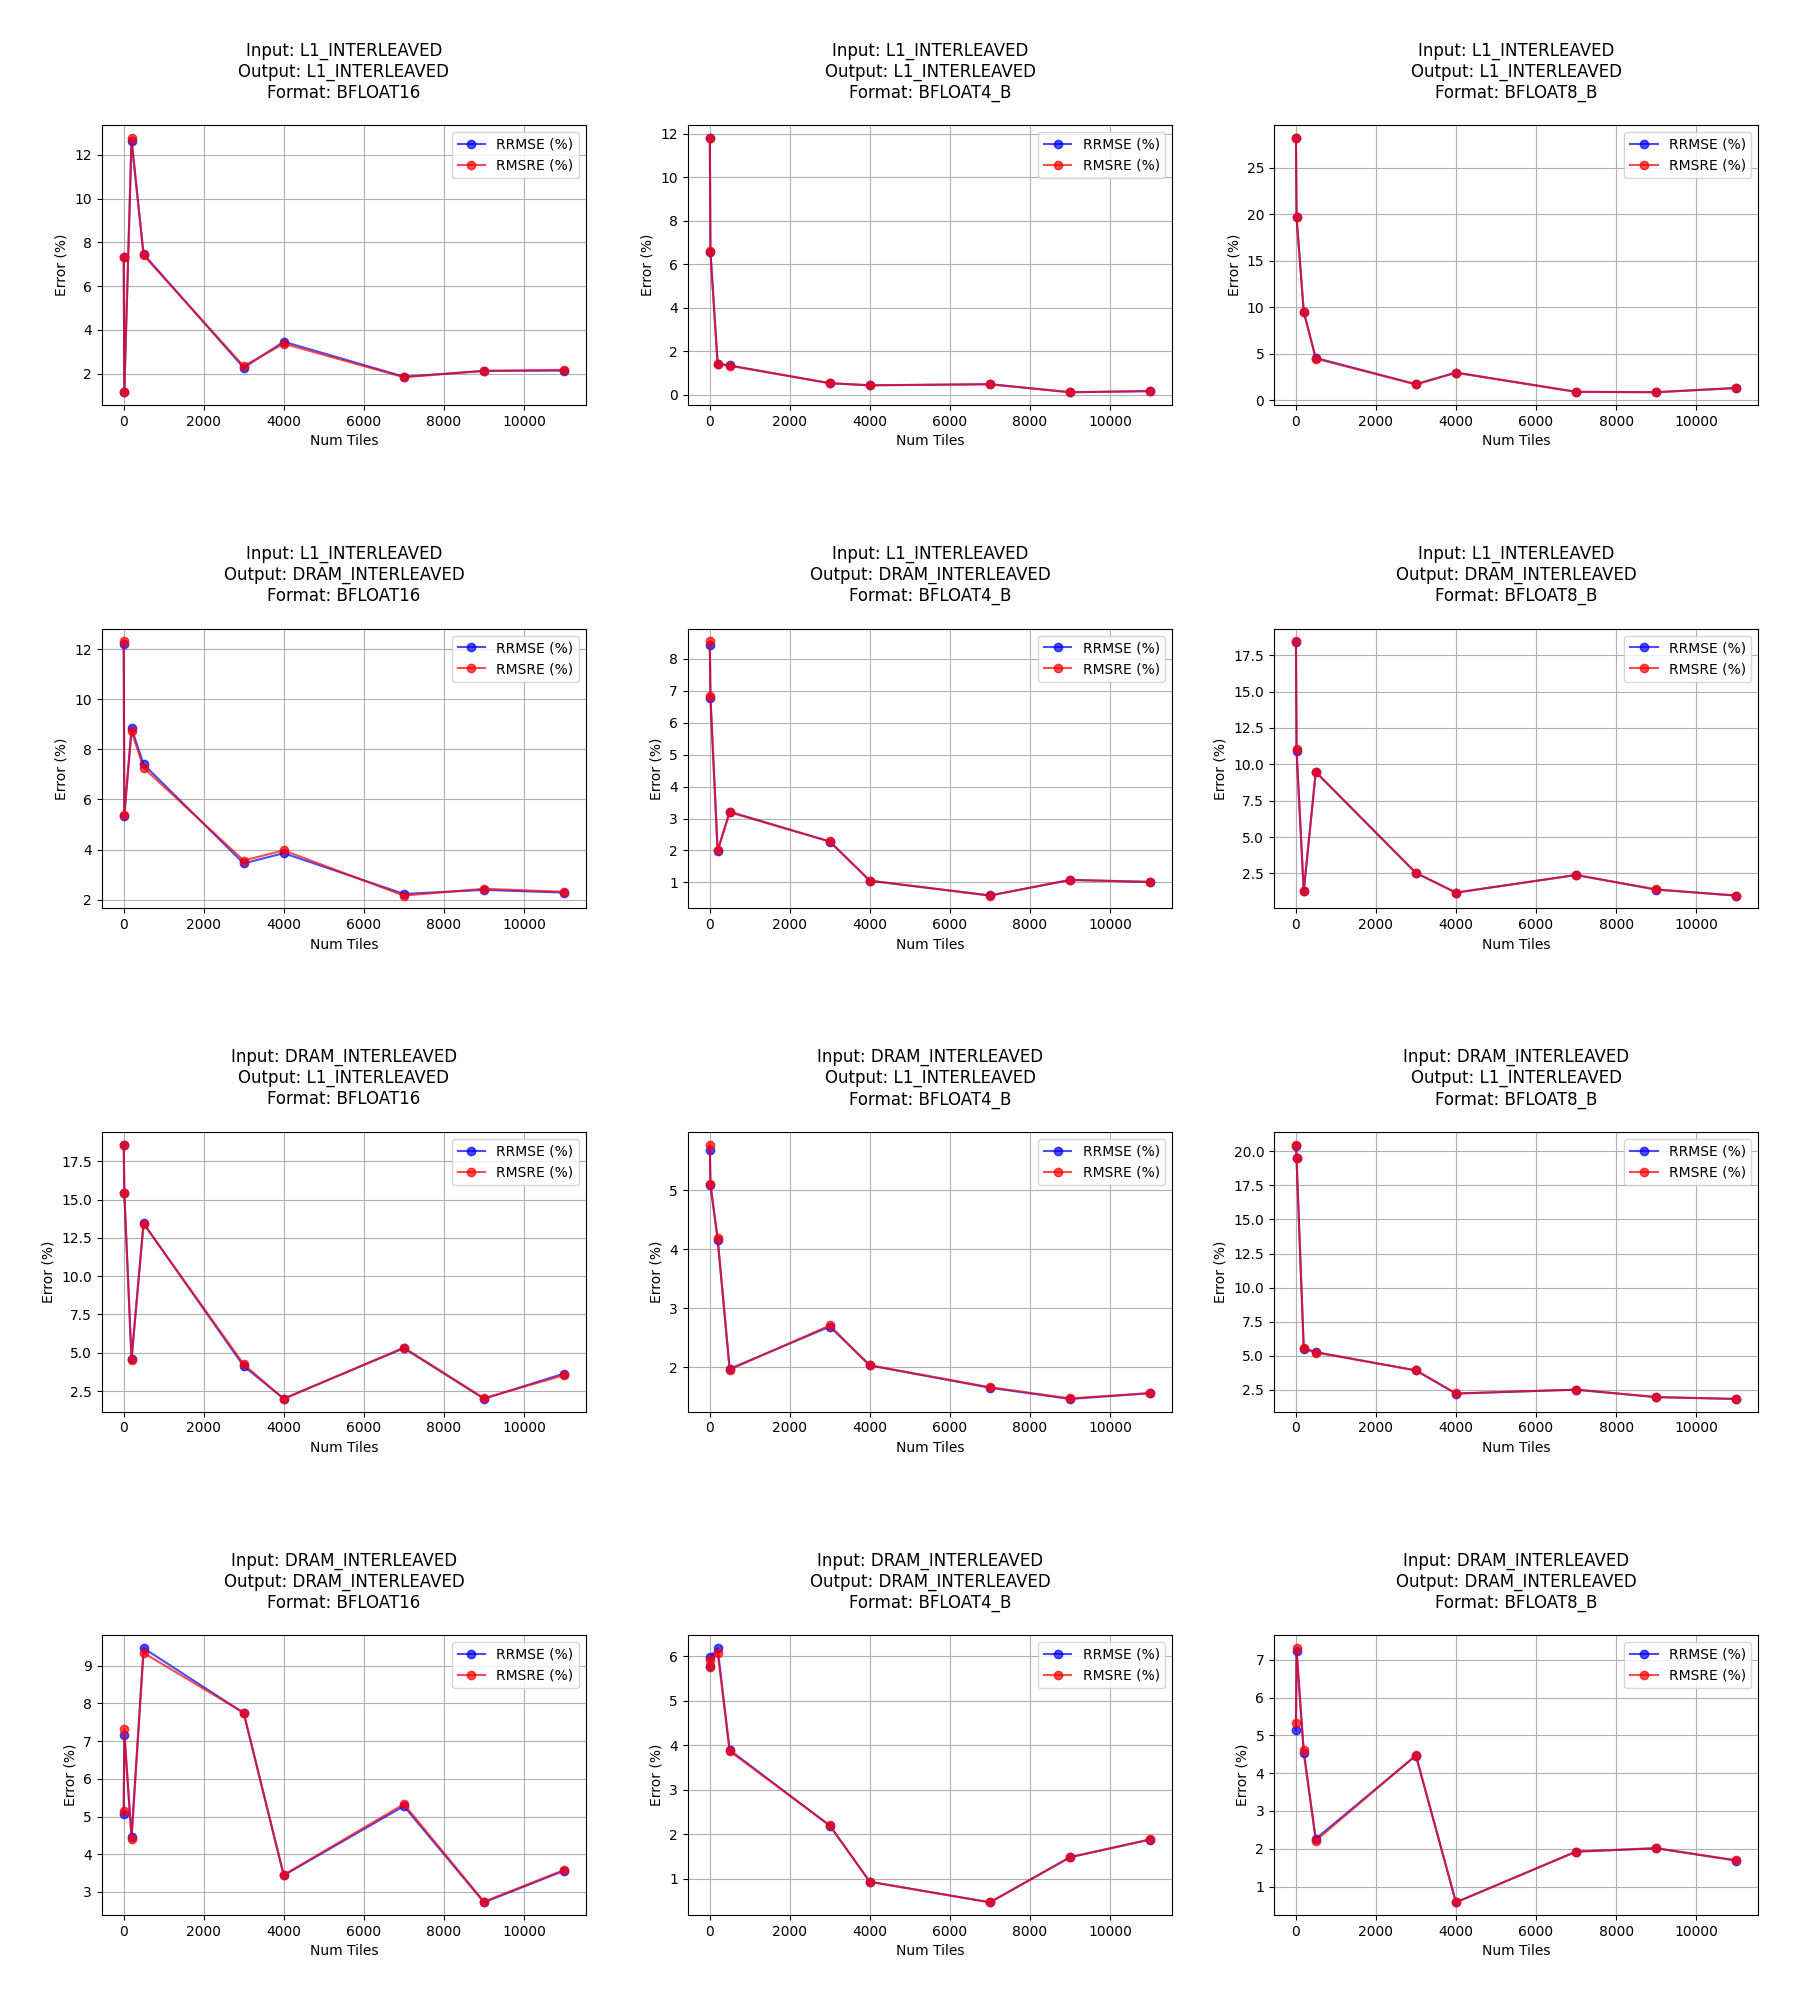 Input: L1_INTERLEAVED
Output: L1_INTERLEAVED
Format: BFLOAT16
RRMSE (%)
RMSRE (%)
Error (%)
12
10
8
6
4
2
0 2000 4000 6000 8000 10000
Num Tiles
Input: L1_INTERLEAVED
Output: L1_INTERLEAVED
Format: BFLOAT4_B
RRMSE (%)
RMSRE (%)
Error (%)
12
10
8
6
4
2
0
0 2000 4000 6000 8000 10000
Num Tiles
Input: L1_INTERLEAVED
Output: L1_INTERLEAVED
Format: BFLOAT8_B
RRMSE (%)
RMSRE (%)
Error (%)
25
20
15
10
5
0
0 2000 4000 6000 8000 10000
Num Tiles
Input: L1_INTERLEAVED
Output: DRAM_INTERLEAVED
Format: BFLOAT16
RRMSE (%)
RMSRE (%)
Error (%)
12
10
8
6
4
2
0 2000 4000 6000 8000 10000
Num Tiles
Input: L1_INTERLEAVED
Output: DRAM_INTERLEAVED
Format: BFLOAT4_B
RRMSE (%)
RMSRE (%)
Error (%)
8
7
6
5
4
3
2
1
0 2000 4000 6000 8000 10000
Num Tiles
Input: L1_INTERLEAVED
Output: DRAM_INTERLEAVED
Format: BFLOAT8_B
RRMSE (%)
RMSRE (%)
Error (%)
17.5
15.0
12.5
10.0
7.5
5.0
2.5
0 2000 4000 6000 8000 10000
Num Tiles
Input: DRAM_INTERLEAVED
Output: L1_INTERLEAVED
Format: BFLOAT16
RRMSE (%)
RMSRE (%)
Error (%)
17.5
15.0
12.5
10.0
7.5
5.0
2.5
0 2000 4000 6000 8000 10000
Num Tiles
Input: DRAM_INTERLEAVED
Output: L1_INTERLEAVED
Format: BFLOAT4_B
RRMSE (%)
RMSRE (%)
Error (%)
5
4
3
2
0 2000 4000 6000 8000 10000
Num Tiles
Input: DRAM_INTERLEAVED
Output: L1_INTERLEAVED
Format: BFLOAT8_B
RRMSE (%)
RMSRE (%)
Error (%)
20.0
17.5
15.0
12.5
10.0
7.5
5.0
2.5
0 2000 4000 6000 8000 10000
Num Tiles
Input: DRAM_INTERLEAVED
Output: DRAM_INTERLEAVED
Format: BFLOAT16
RRMSE (%)
RMSRE (%)
Error (%)
9
8
7
6
5
4
3
0 2000 4000 6000 8000 10000
Num Tiles
Input: DRAM_INTERLEAVED
Output: DRAM_INTERLEAVED
Format: BFLOAT4_B
RRMSE (%)
RMSRE (%)
Error (%)
6
5
4
3
2
1
0 2000 4000 6000 8000 10000
Num Tiles
Input: DRAM_INTERLEAVED
Output: DRAM_INTERLEAVED
Format: BFLOAT8_B
RRMSE (%)
RMSRE (%)
Error (%)
7
6
5
4
3
2
1
0 2000 4000 6000 8000 10000
Num Tiles